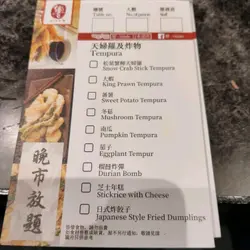 檯號
Table no.
人數
No. of guest
天婦羅及炸物
Tempura
松葉蟹柳天婦羅
Snow Crab Stick Tempura
大蝦
King Prawn Tempura
蕃薯
Sweet Potato Tempura
冬菇
Mushroom Tempura
南瓜
Pumpkin Tempura
茄子
Eggplant Tempur
榴槤炸彈
Durian Bomb
芝士年糕
Stickrice with Cheese
日式炸餃子
Japanese Style Fried Dumplings
晚市放題